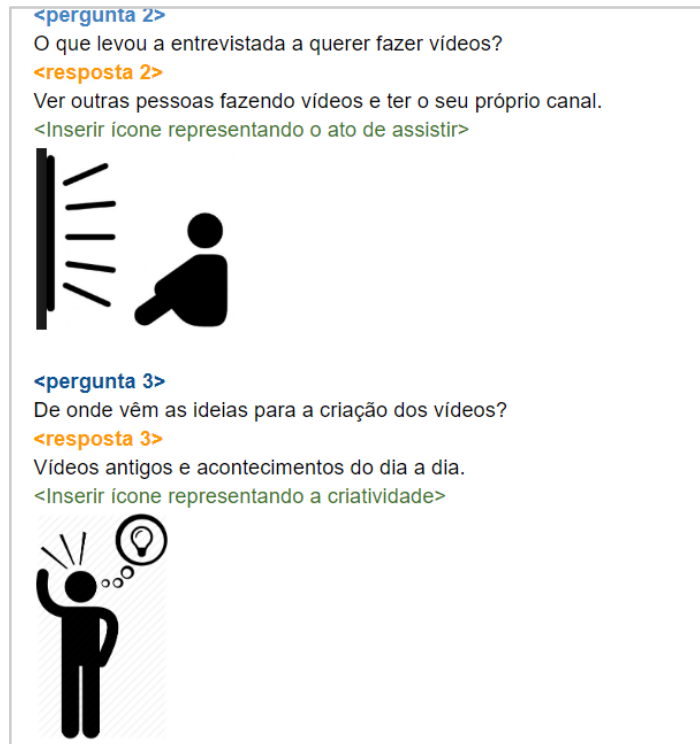 <pergunta 2>
O que levou a entrevistada a querer fazer vídeos?
<resposta 2>
Ver outras pessoas fazendo vídeos e ter o seu próprio canal.
<Inserir ícone representando o ato de assistir>
<pergunta 3>
De onde vêm as ideias para a criação dos vídeos?
<resposta 3>
Vídeos antigos e acontecimentos do dia a dia.
<Inserir ícone representando a criatividade>